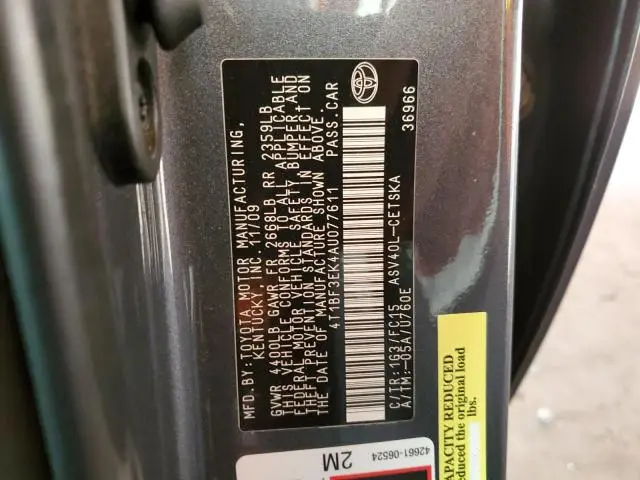 MFD. BY: TOYOTA MOTOR MANUFACTURING,
KENTUCKY, INC. 11/09
GVWR 4400LB GAWR FR 2668LB RR 2359LB
THIS VEHICLE CONFORMS TO ALL APPLICABLE
FEDERAL MOTOR VEHICLE SAFETY, BUMPER, AND
THEFT PREVENTION STANDARDS IN EFFECT ON
THE DATE OF MANUFACTURE SHOWN ABOVE.
4T1BF3EK4AU077611 PASS. CAR
C/TR: 1G3/FC15 ASV40L-CETSKA 36966
A/TM: -05A/U760E
APACITY REDUCED
educed the original load
lbs.
42661-06524
2M